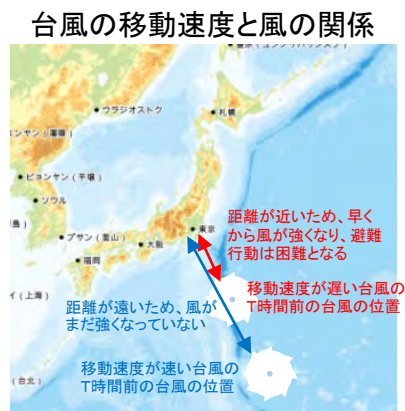 台風の移動速度と風の関係
ウラジオストク
札幌
ピョンヤン（平壌）
ソウル
プサン（釜山）
福岡
大阪
東京
距離が近いため、早く
から風が強くなり、避難
行動は困難となる
移動速度が遅い台風の
T時間前の台風の位置
距離が遠いため、風が
まだ強くなっていない
移動速度が速い台風の
T時間前の台風の位置
イ（上海）
（台北）